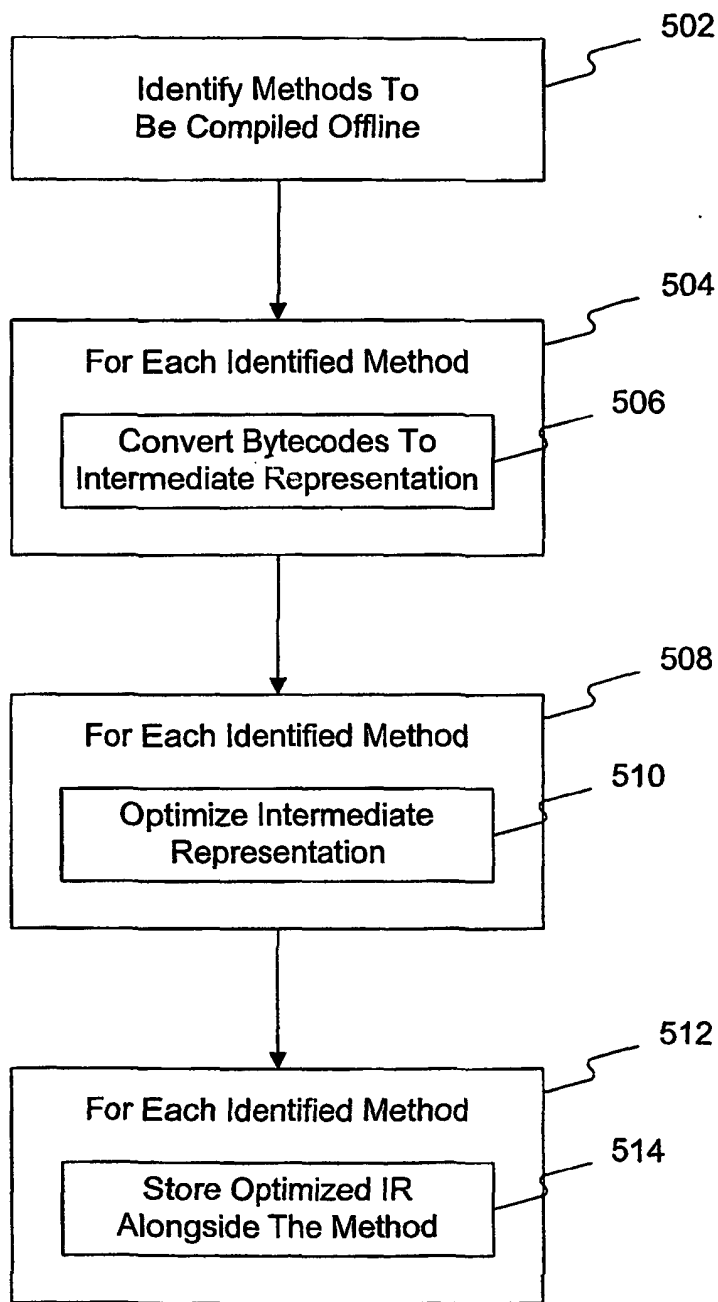 502
Identify Methods To
Be Compiled Offline
504
For Each Identified Method
506
Convert Bytecodes To
Intermediate Representation
508
For Each Identified Method
510
Optimize Intermediate
Representation
512
For Each Identified Method
514
Store Optimized IR
Alongside The Method